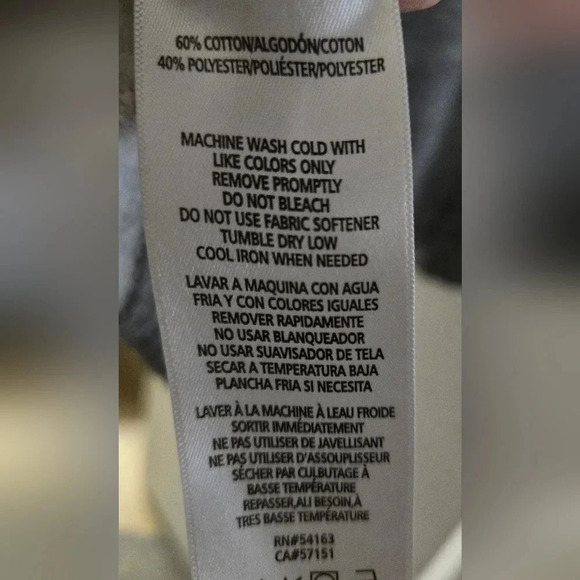 60% COTTON/ALGODÓN/COTON
40% POLYESTER/POLIÉSTER/POLYESTER
MACHINE WASH COLD WITH
LIKE COLORS ONLY
REMOVE PROMPTLY
DO NOT BLEACH
DO NOT USE FABRIC SOFTENER
TUMBLE DRY LOW
COOL IRON WHEN NEEDED
LAVAR A MAQUINA CON AGUA
FRIA Y CON COLORES IGUALES
REMOVER RAPIDAMENTE
NO USAR BLANQUEADOR
NO USAR SUAVISADOR DE TELA
SECAR A TEMPERATURA BAJA
PLANCHA FRIA SI NECESITA
LAVER À LA MACHINE À LEAU FROIDE
SORTIR IMMÉDIATEMENT
NE PAS UTILISER DE JAVELLISANT
NE PAS UTILISER D'ASSOUPLISSEUR
SÉCHER PAR CULBUTAGE À
BASSE TEMPÉRATURE
REPASSER,ALI BESOIN,À
TRES BASSE TEMPÉRATURE
RN#54163
CA#57151